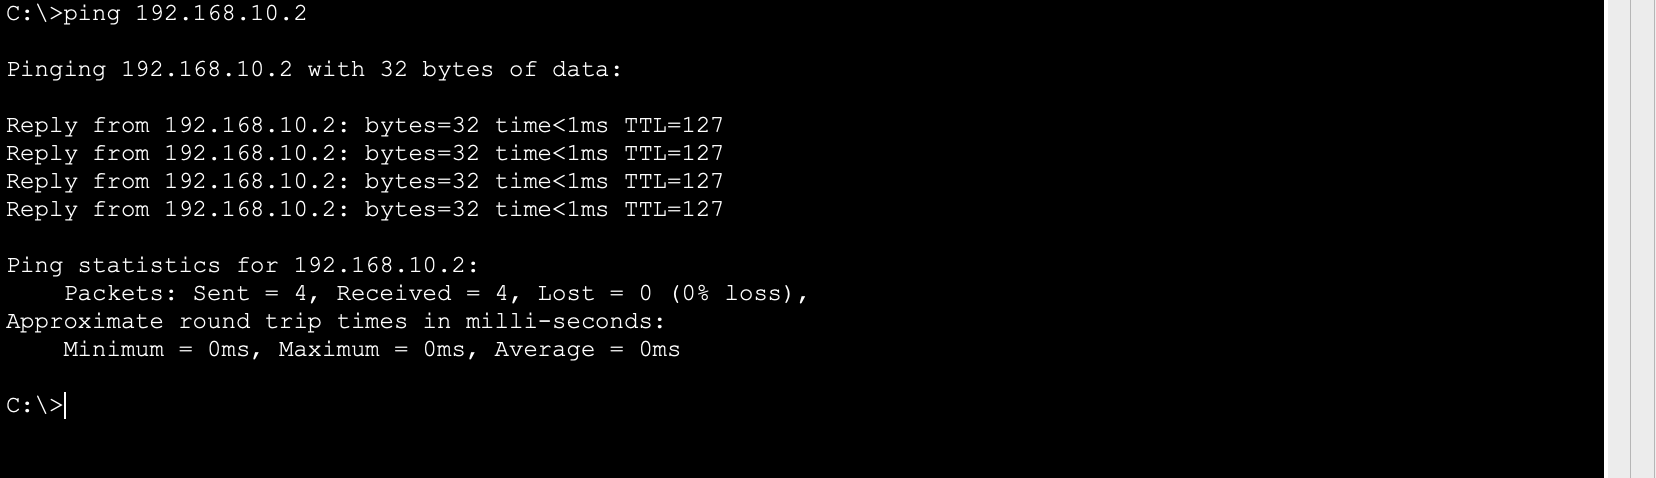 C:\>ping 192.168.10.2
Pinging 192.168.10.2 with 32 bytes of data:
Reply from 192.168.10.2: bytes=32 time<1ms TTL=127
Reply from 192.168.10.2: bytes=32 time<1ms TTL=127
Reply from 192.168.10.2: bytes=32 time<1ms TTL=127
Reply from 192.168.10.2: bytes=32 time<1ms TTL=127
Ping statistics for 192.168.10.2:
    Packets: Sent = 4, Received = 4, Lost = 0 (0% loss),
Approximate round trip times in milli-seconds:
    Minimum = 0ms, Maximum = 0ms, Average = 0ms
C:\>